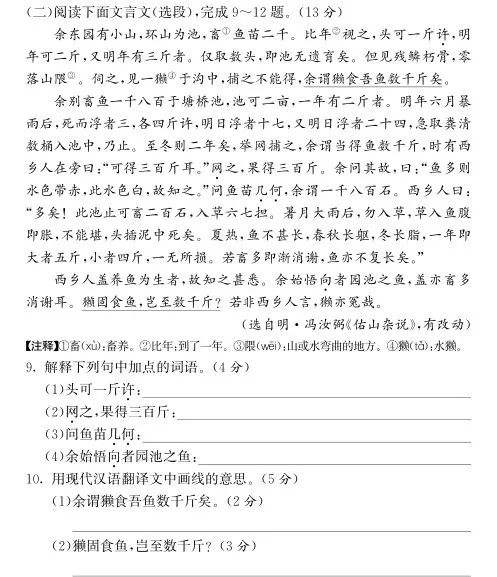 (二)阅读下面文言文(选段),完成9～12题。(13分)
余东园有小山,环山为池,畜①鱼苗二千。比年②视之,头可一斤许,明
年可二斤,又明年有三斤者。仅取数头,即池无遗育矣。但见残鳞朽骨,零
落山隈③。伺之,见一獭④于沟中,捕之不能得,余谓獭食吾鱼数千斤矣。
余别畜鱼一千八百于塘桥池,池可二亩,一年有二斤者。明年六月暴
雨后,死而浮者三,各四斤许,明日浮者十七,又明日浮者二十四,急取粪清
数桶入池中,乃止。至冬则二年矣,举网捕之,余谓当得鱼数千斤,时有西
乡人在旁曰:“可得三百斤耳。”网之,果得三百斤。余问其故,曰:“鱼多则
水色带赤,此水色白,故知之。”问鱼苗几何,余谓一千八百石。西乡人曰:
“多矣！此池止可畜二百石,入草六七担。暑月大雨后,勿入草,草入鱼腹
即胀,不能堪,头插泥中死矣。夏热,鱼不甚长,春秋长躯,冬长脂,一年即
大者五斤,小者四斤,一无所损。若畜多即渐消谢,鱼亦不复长矣。”
西乡人盖养鱼为生者,故知之甚悉。余始悟向者园池之鱼,盖亦畜多
消谢耳。獭固食鱼,岂至数千斤？若非西乡人言,獭亦冤哉。
(选自明·冯汝弼《佑山杂说》,有改动)
【注释】①畜(xù):畜养。②比年:到了一年。③隈(wēi):山或水弯曲的地方。④獭(tǎ):水獭。
9. 解释下列句中加点的词语。(4分)
(1)头可一斤许:
(2)网之,果得三百斤:
(3)问鱼苗几何:
(4)余始悟向者园池之鱼:
10. 用现代汉语翻译文中画线的意思。(5分)
(1)余谓獭食吾鱼数千斤矣。(2分)
(2)獭固食鱼,岂至数千斤？(3分)